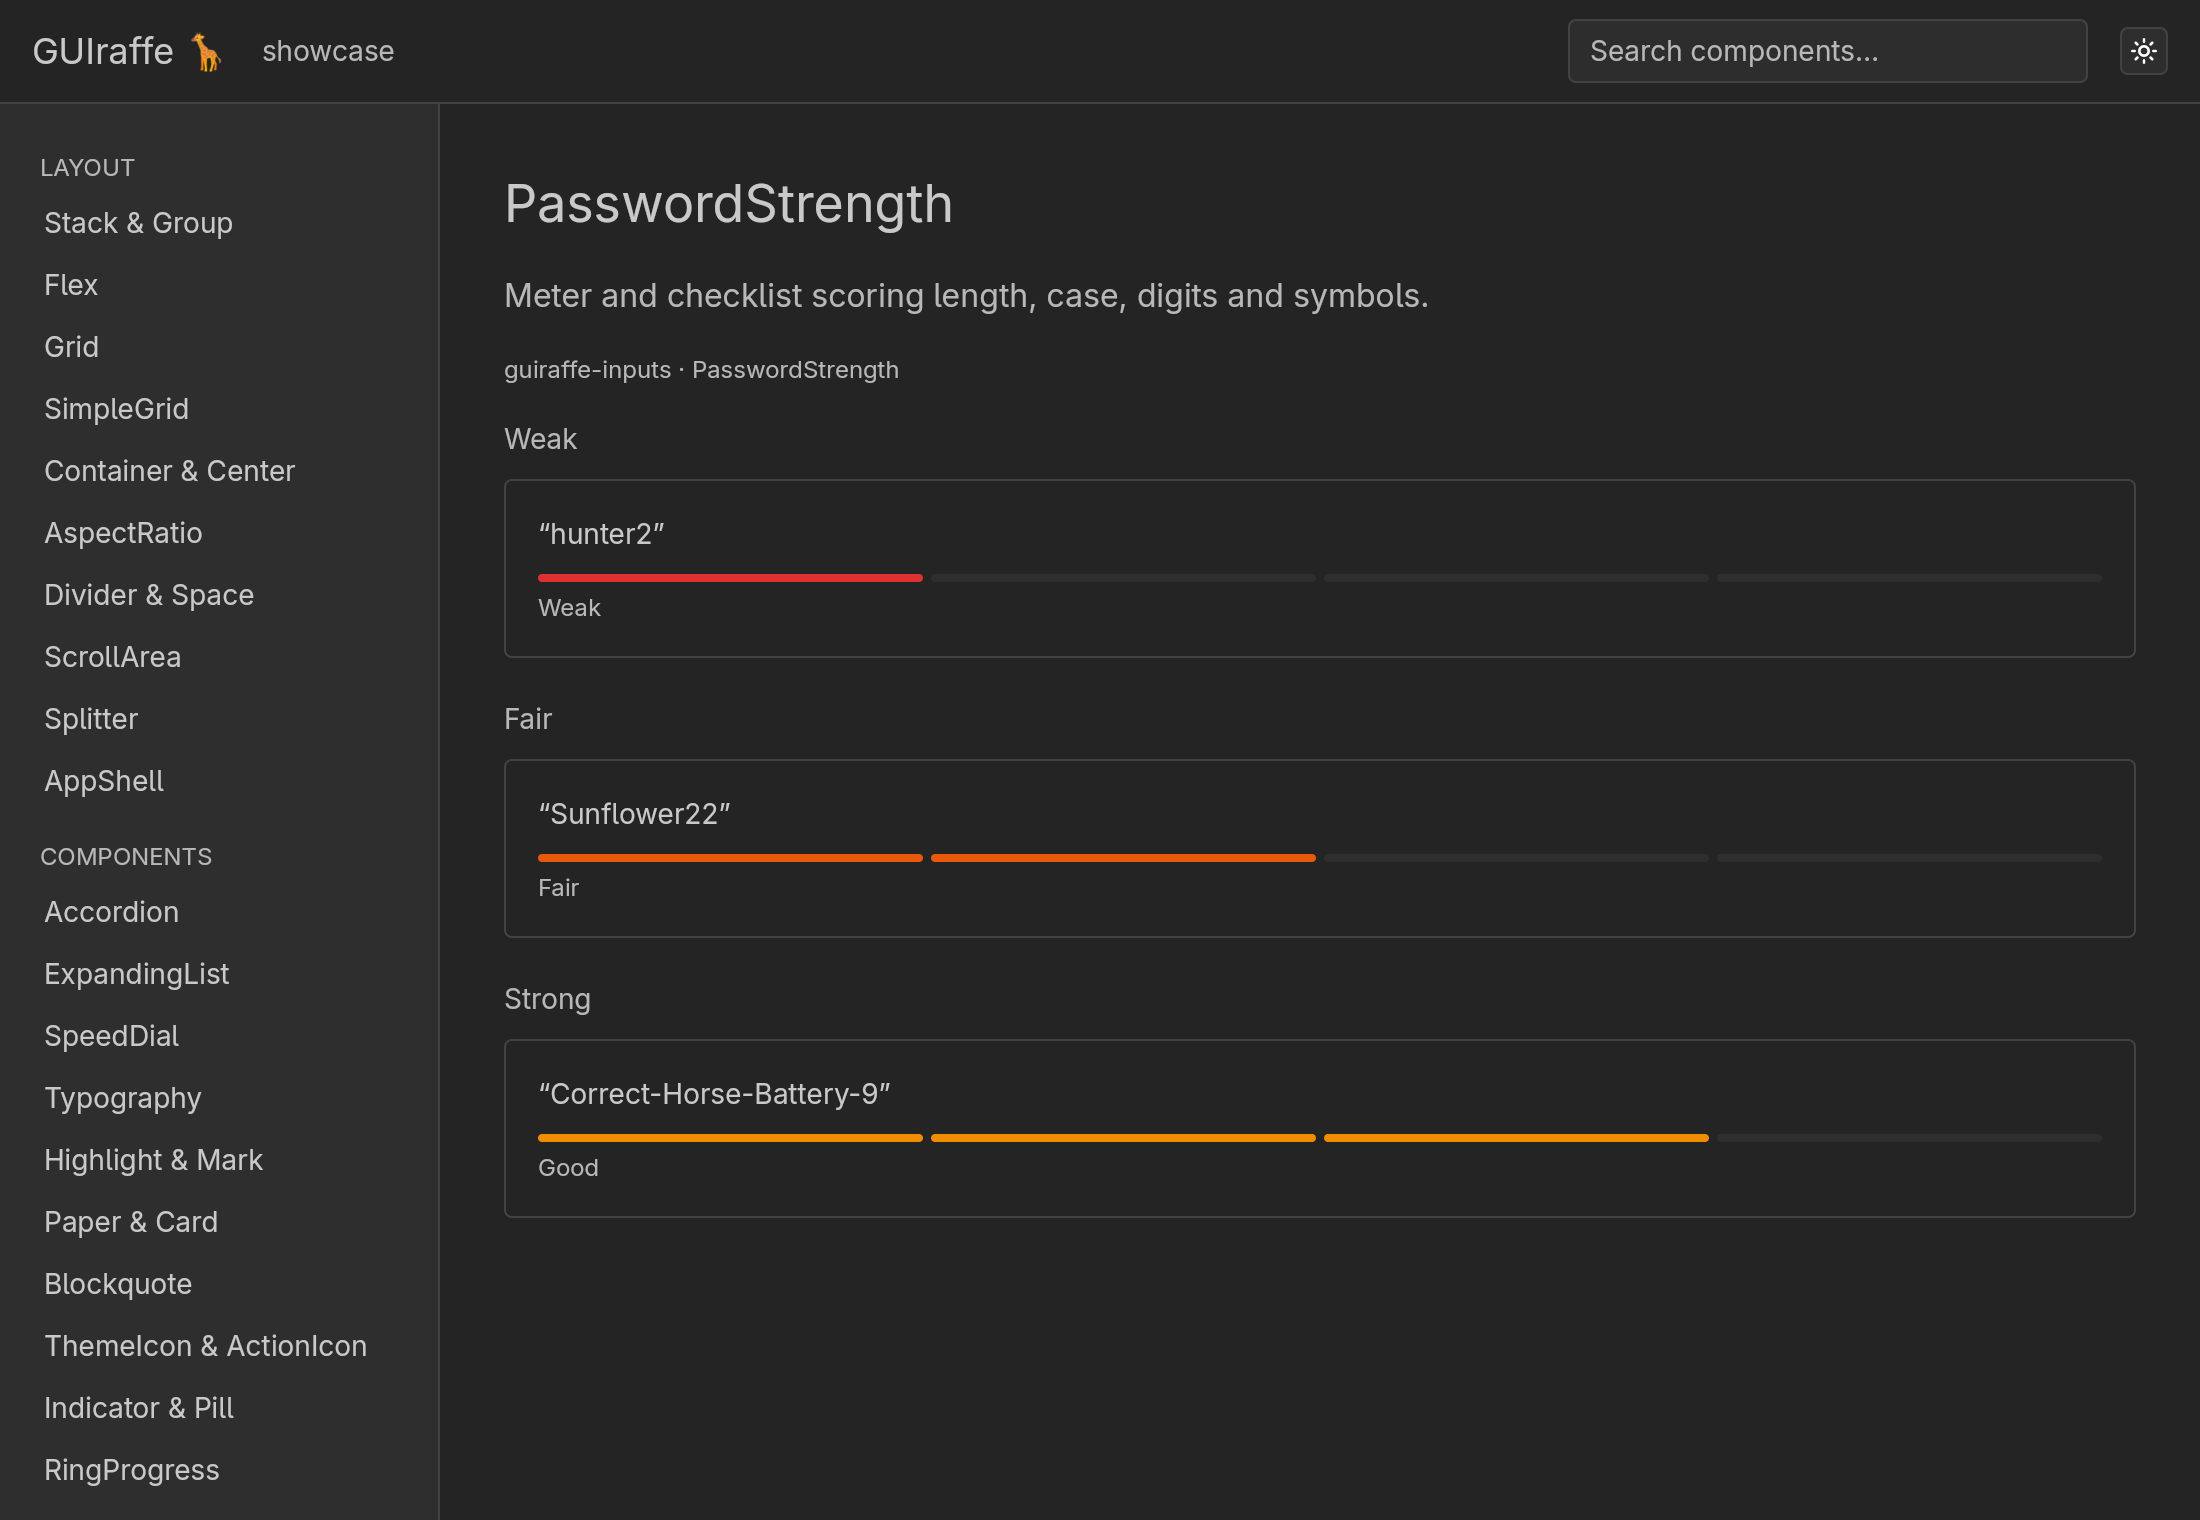 GUIraffe 🦒 showcase
Search components...
LAYOUT
Stack & Group
Flex
Grid
SimpleGrid
Container & Center
AspectRatio
Divider & Space
ScrollArea
Splitter
AppShell
COMPONENTS
Accordion
ExpandingList
SpeedDial
Typography
Highlight & Mark
Paper & Card
Blockquote
ThemeIcon & ActionIcon
Indicator & Pill
RingProgress
PasswordStrength
Meter and checklist scoring length, case, digits and symbols.
guiraffe-inputs · PasswordStrength
Weak
“hunter2”
Weak
Fair
“Sunflower22”
Fair
Strong
“Correct-Horse-Battery-9”
Good